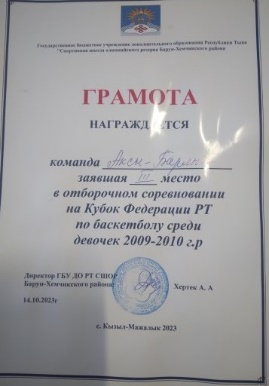 Государственное бюджетное учреждение дополнительного образования Республики Тыва
"Спортивная школа олимпийского резерва Барун-Хемчикского района
ГРАМОТА
НАГРАЖДАЕТСЯ
команда Аксы-Барлык
заявшая III место
в отборочном соревновании
на Кубок Федерации РТ
по баскетболу среди
девочек 2009-2010 г.р
Директор ГБУ ДО РТ СШОР
Барун-Хемчикского района
Хертек А. А
14.10.2023г
с. Кызыл-Мажалык 2023